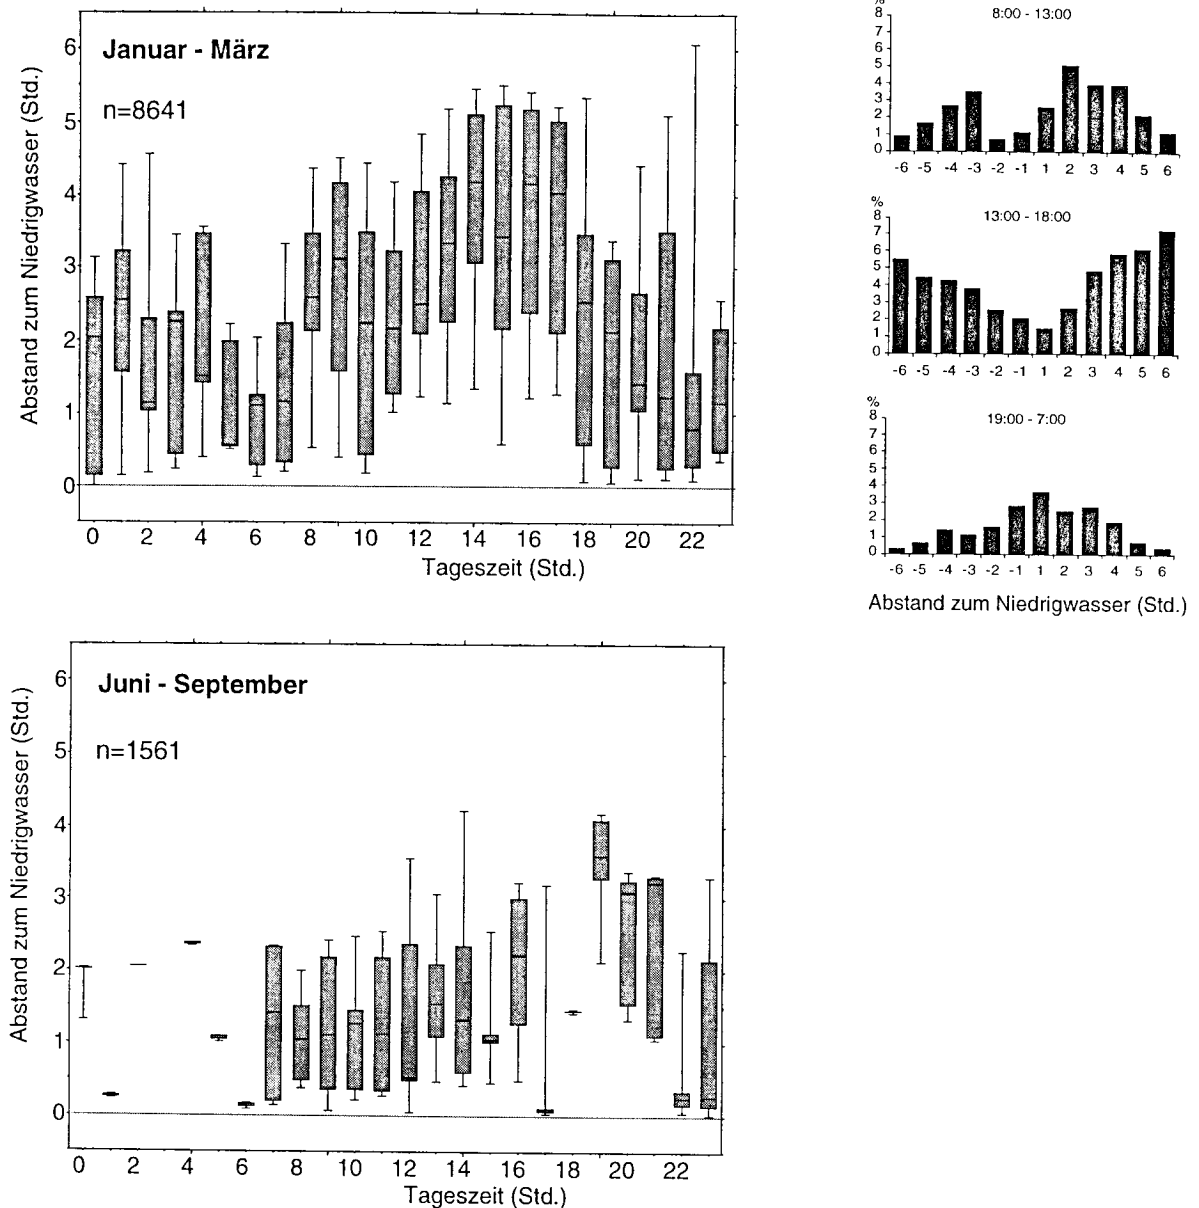 Januar - März
n=8641
Abstand zum Niedrigwasser (Std.)
6
5
4
3
2
1
0
0 2 4 6 8 10 12 14 16 18 20 22
Tageszeit (Std.)
%
8:00 - 13:00
8
7
6
5
4
3
2
1
0
-6 -5 -4 -3 -2 -1 1 2 3 4 5 6
%
13:00 - 18:00
8
7
6
5
4
3
2
1
0
-6 -5 -4 -3 -2 -1 1 2 3 4 5 6
%
19:00 - 7:00
8
7
6
5
4
3
2
1
0
-6 -5 -4 -3 -2 -1 1 2 3 4 5 6
Abstand zum Niedrigwasser (Std.)
Juni - September
n=1561
Abstand zum Niedrigwasser (Std.)
6
5
4
3
2
1
0
0 2 4 6 8 10 12 14 16 18 20 22
Tageszeit (Std.)